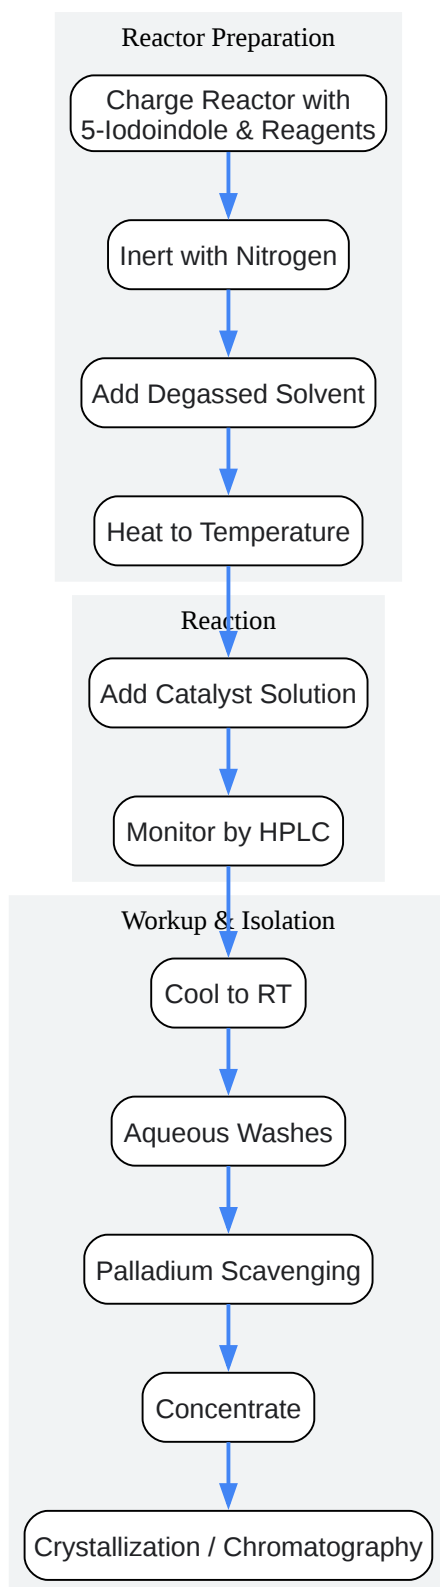 Reactor Preparation
Charge Reactor with
5-Iodoindole & Reagents
Inert with Nitrogen
Add Degassed Solvent
Heat to Temperature
Reaction
Add Catalyst Solution
Monitor by HPLC
Workup & Isolation
Cool to RT
Aqueous Washes
Palladium Scavenging
Concentrate
Crystallization / Chromatography